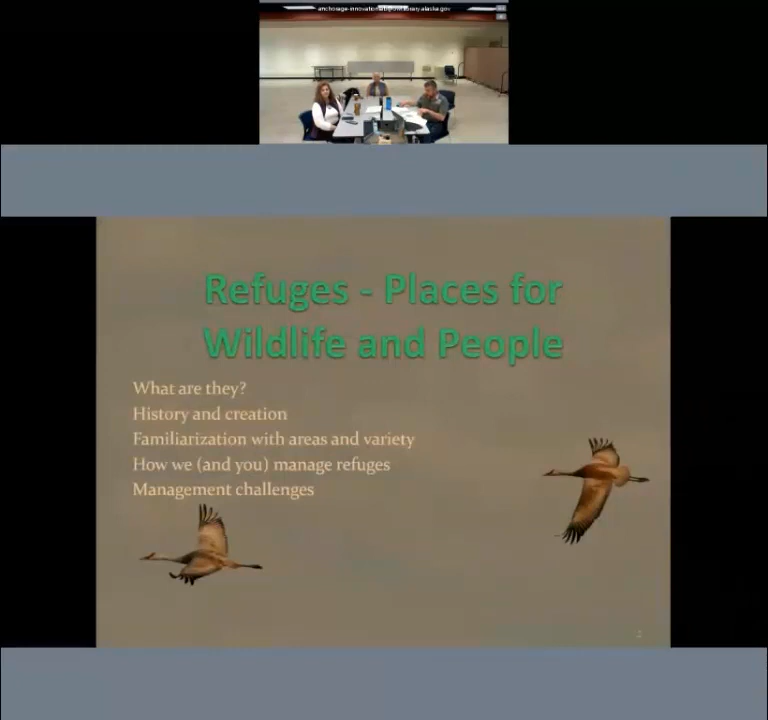 Refuges - Places for
Wildlife and People
What are they?
History and creation
Familiarization with areas and variety
How we (and you) manage refuges
Management challenges
2